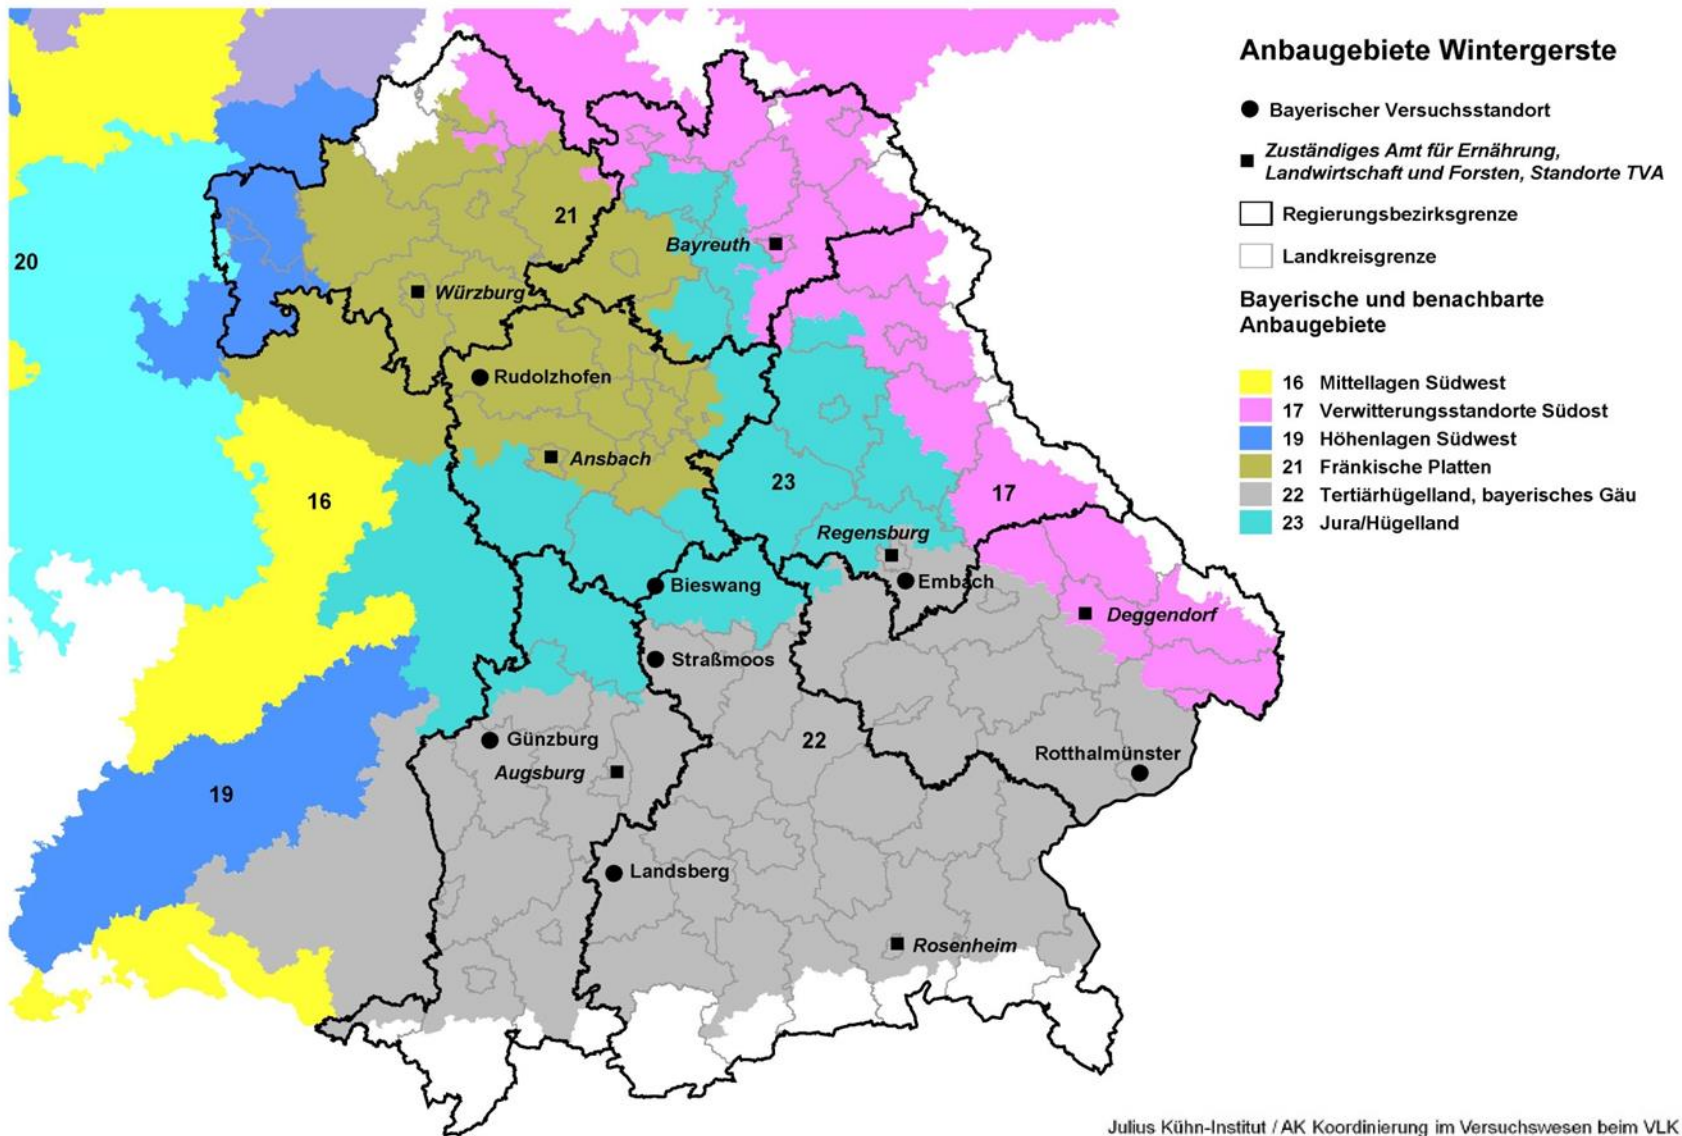 Anbaugebiete Wintergerste
Bayerischer Versuchsstandort
Zuständiges Amt für Ernährung,
Landwirtschaft und Forsten, Standorte TVA
Regierungsbezirksgrenze
Landkreisgrenze
Bayerische und benachbarte
Anbaugebiete
16 Mittellagen Südwest
17 Verwitterungsstandorte Südost
19 Höhenlagen Südwest
21 Fränkische Platten
22 Tertiärhügelland, bayerisches Gäu
23 Jura/Hügelland
21
Bayreuth
20
Würzburg
Rudolzhofen
Ansbach
23
17
16
Regensburg
Embach
Bieswang
Deggendorf
Straßmoos
Günzburg
22
Rotthalmünster
Augsburg
19
Landsberg
Rosenheim
Julius Kühn-Institut / AK Koordinierung im Versuchswesen beim VLK